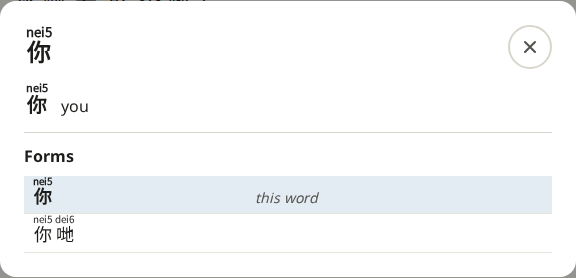 nei5
你
nei5
你 you
Forms
nei5
你 this word
nei5 dei6
你 哋